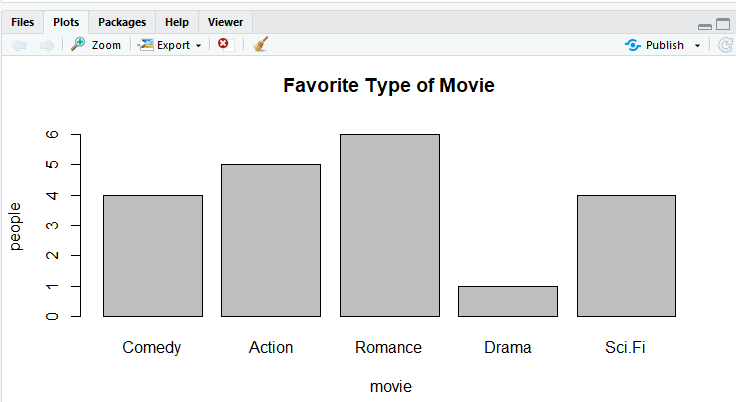 Files Plots Packages Help Viewer
Zoom Export Publish
Favorite Type of Movie
people
6
5
4
3
2
1
0
Comedy Action Romance Drama Sci.Fi
movie